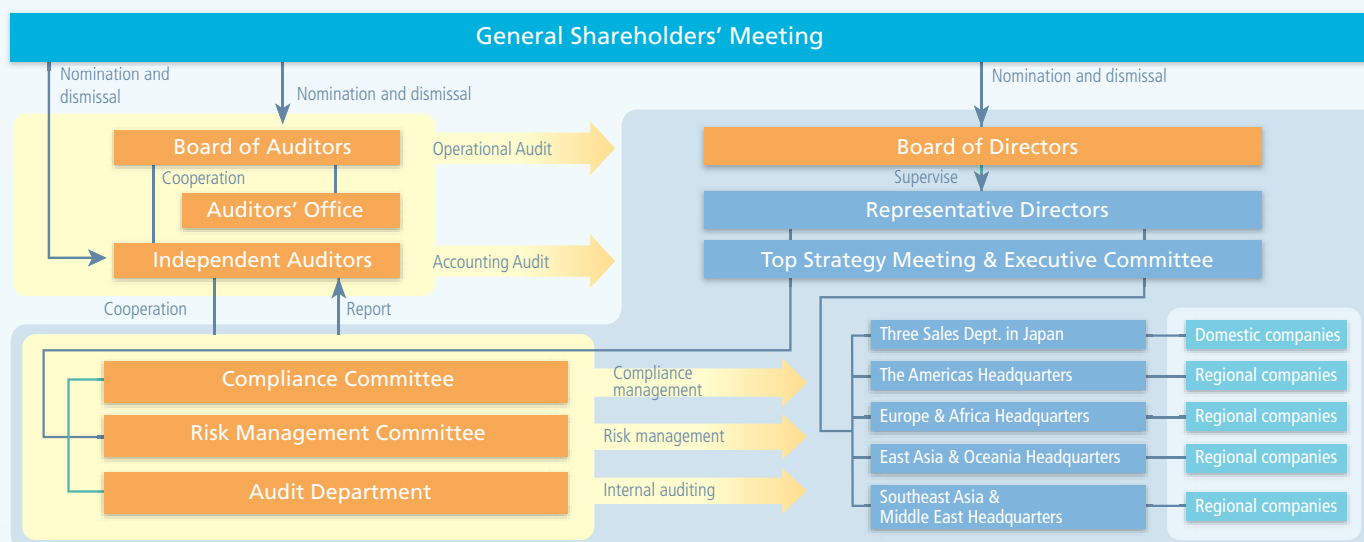 General Shareholders’ Meeting
Nomination and
dismissal
Nomination and dismissal
Nomination and dismissal
Board of Auditors
Operational Audit
Board of Directors
Cooperation
Supervise
Auditors’ Office
Representative Directors
Independent Auditors
Accounting Audit
Top Strategy Meeting & Executive Committee
Cooperation
Report
Three Sales Dept. in Japan
Domestic companies
Compliance Committee
Compliance
management
The Americas Headquarters
Regional companies
Europe & Africa Headquarters
Regional companies
Risk Management Committee
Risk management
East Asia & Oceania Headquarters
Regional companies
Audit Department
Internal auditing
Southeast Asia &
Middle East Headquarters
Regional companies